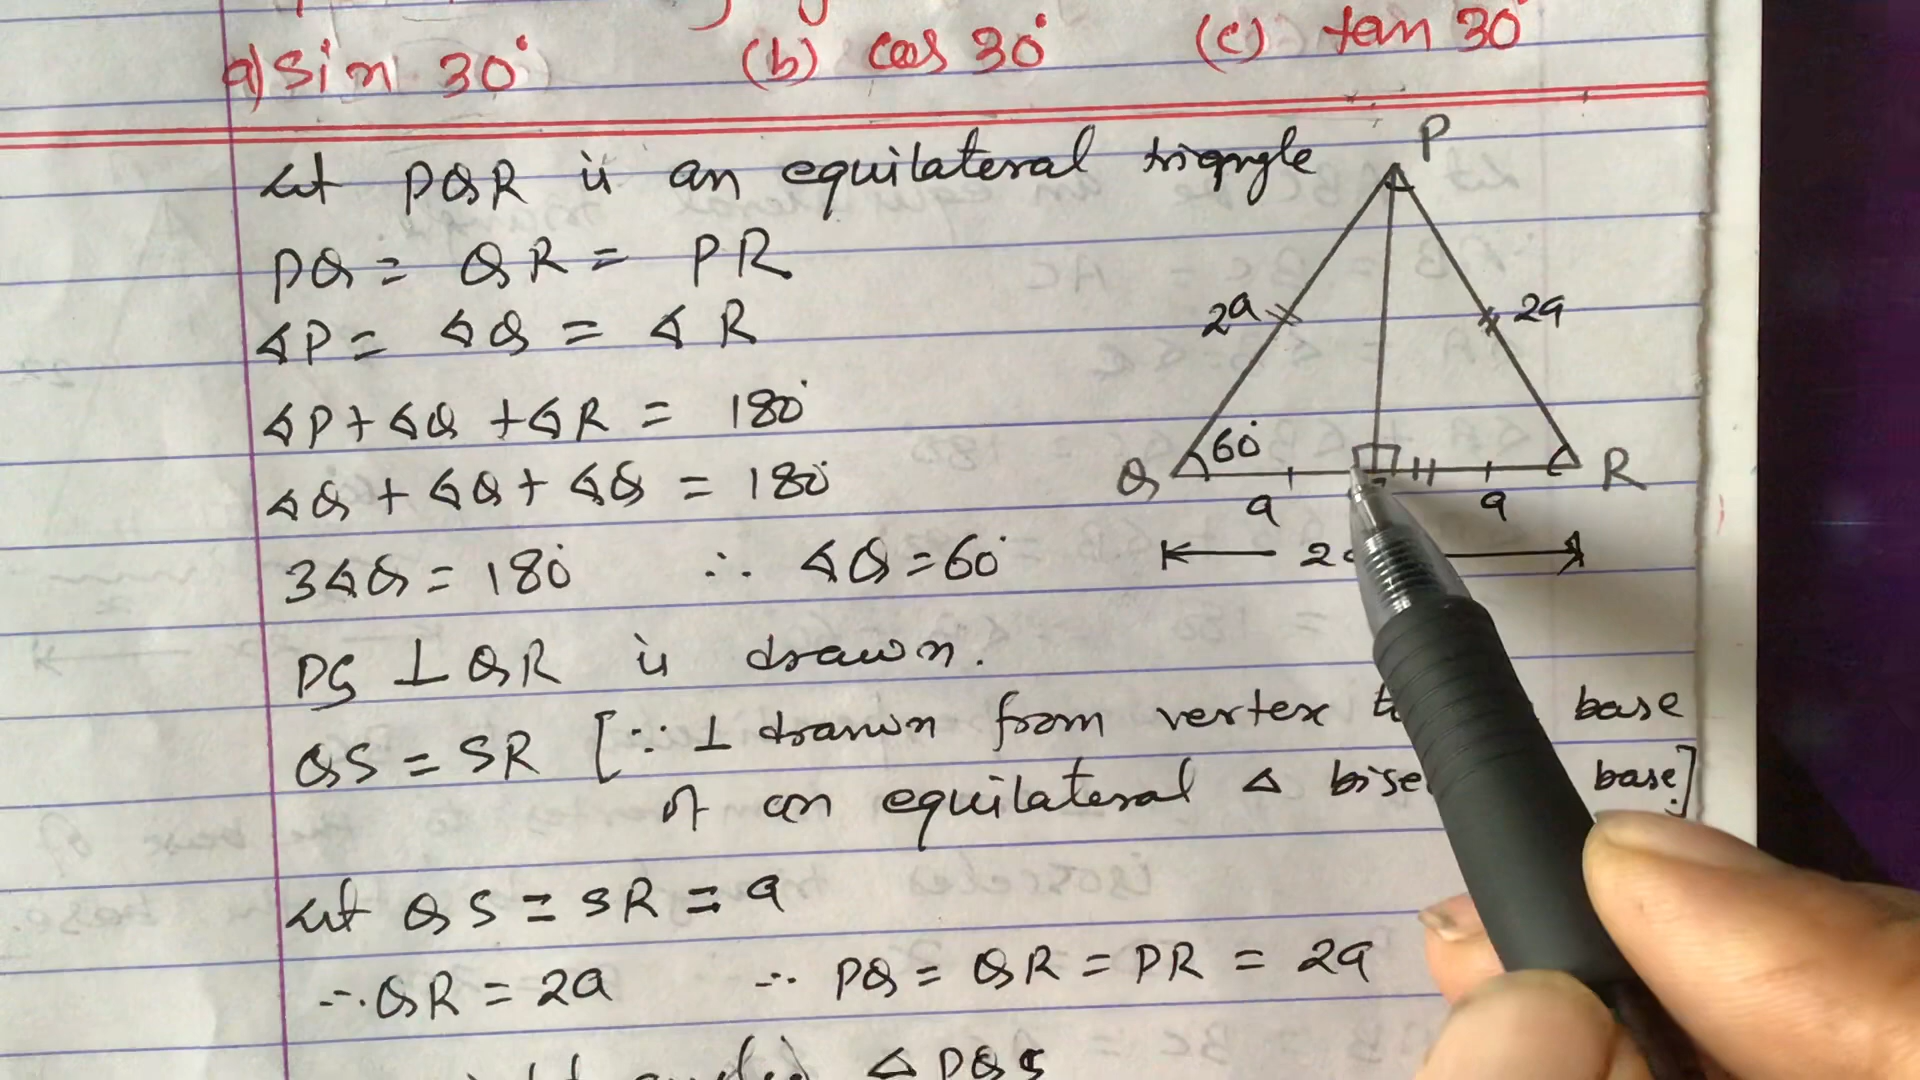 a) sin 30° (b) cos 30° (c) tan 30°
Let PQR is an equilateral triangle
PQ = QR = PR
∡P = ∡Q = ∡R
∡P + ∡Q + ∡R = 180°
∡Q + ∡Q + ∡Q = 180°
3∡Q = 180° ∴ ∡Q = 60°
PS ⊥ QR is drawn.
QS = SR [∵ ⊥ drawn from vertex base
of an equilateral Δ base.]
Let QS = SR = a
∴ QR = 2a ∴ PQ = QR = PR = 2a
Δ PQS
P
2a 2a
60°
Q R
a a